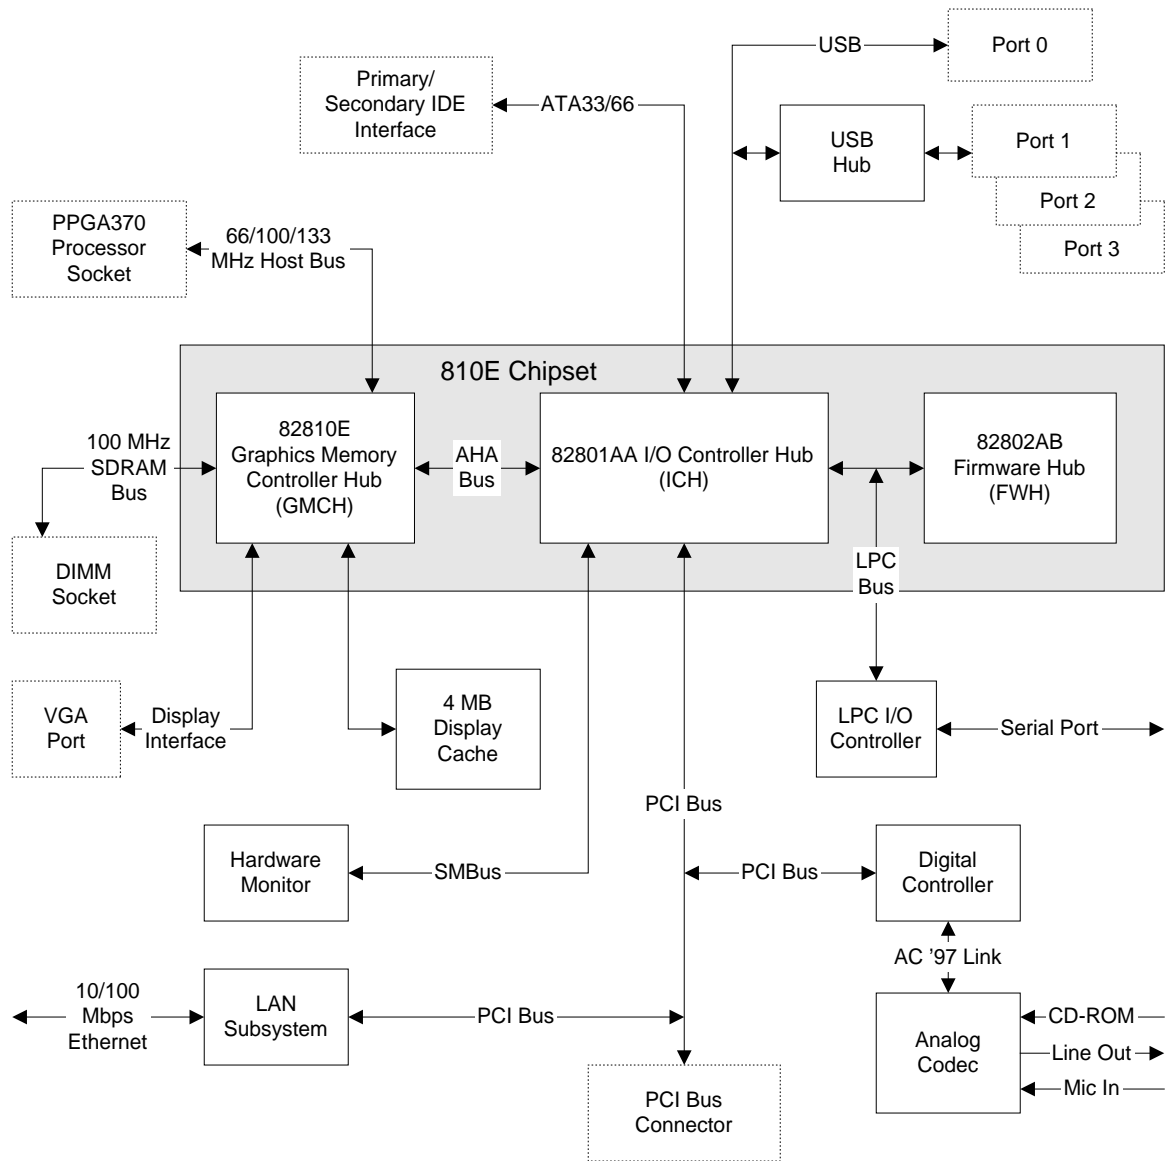 USB
Port 0
Primary/
Secondary IDE
Interface
ATA33/66
USB
Hub
Port 1
Port 2
Port 3
PPGA370
Processor
Socket
66/100/133
MHz Host Bus
810E Chipset
100 MHz
SDRAM
Bus
82810E
Graphics Memory
Controller Hub
(GMCH)
AHA
Bus
82801AA I/O Controller Hub
(ICH)
82802AB
Firmware Hub
(FWH)
DIMM
Socket
LPC
Bus
VGA
Port
Display
Interface
4 MB
Display
Cache
LPC I/O
Controller
Serial Port
PCI Bus
Hardware
Monitor
SMBus
PCI Bus
Digital
Controller
AC ’97 Link
10/100
Mbps
Ethernet
LAN
Subsystem
PCI Bus
Analog
Codec
CD-ROM
Line Out
Mic In
PCI Bus
Connector